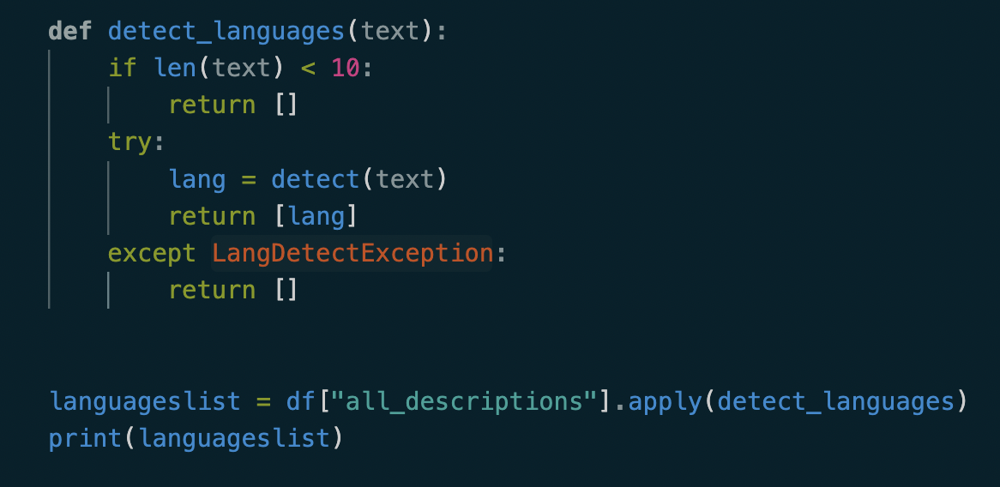 def detect_languages(text):
    if len(text) < 10:
        return []
    try:
        lang = detect(text)
        return [lang]
    except LangDetectException:
        return []
languageslist = df["all_descriptions"].apply(detect_languages)
print(languageslist)